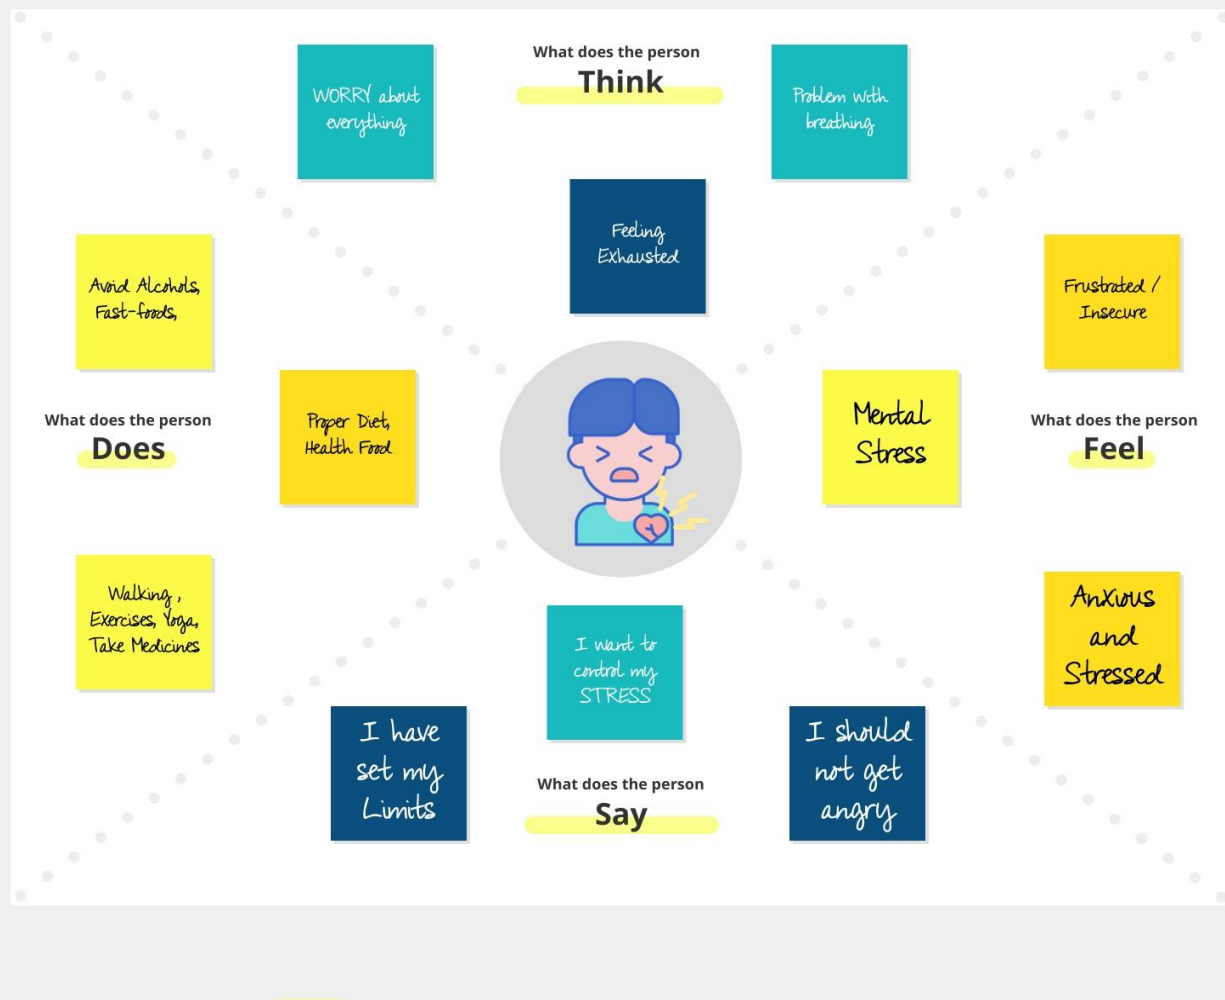 What does the person
Think
WORRY about
everything
Problem with
breathing
Feeling
Exhausted
Avoid Alcohols,
Fast-foods,
What does the person
Does
Proper Diet,
Health Food
Walking ,
Exercises, Yoga,
Take Medicines
Mental
Stress
Frustrated /
Insecure
What does the person
Feel
Anxious
and
Stressed
I want to
control my
STRESS
I have
set my
Limits
I should
not get
angry
What does the person
Say